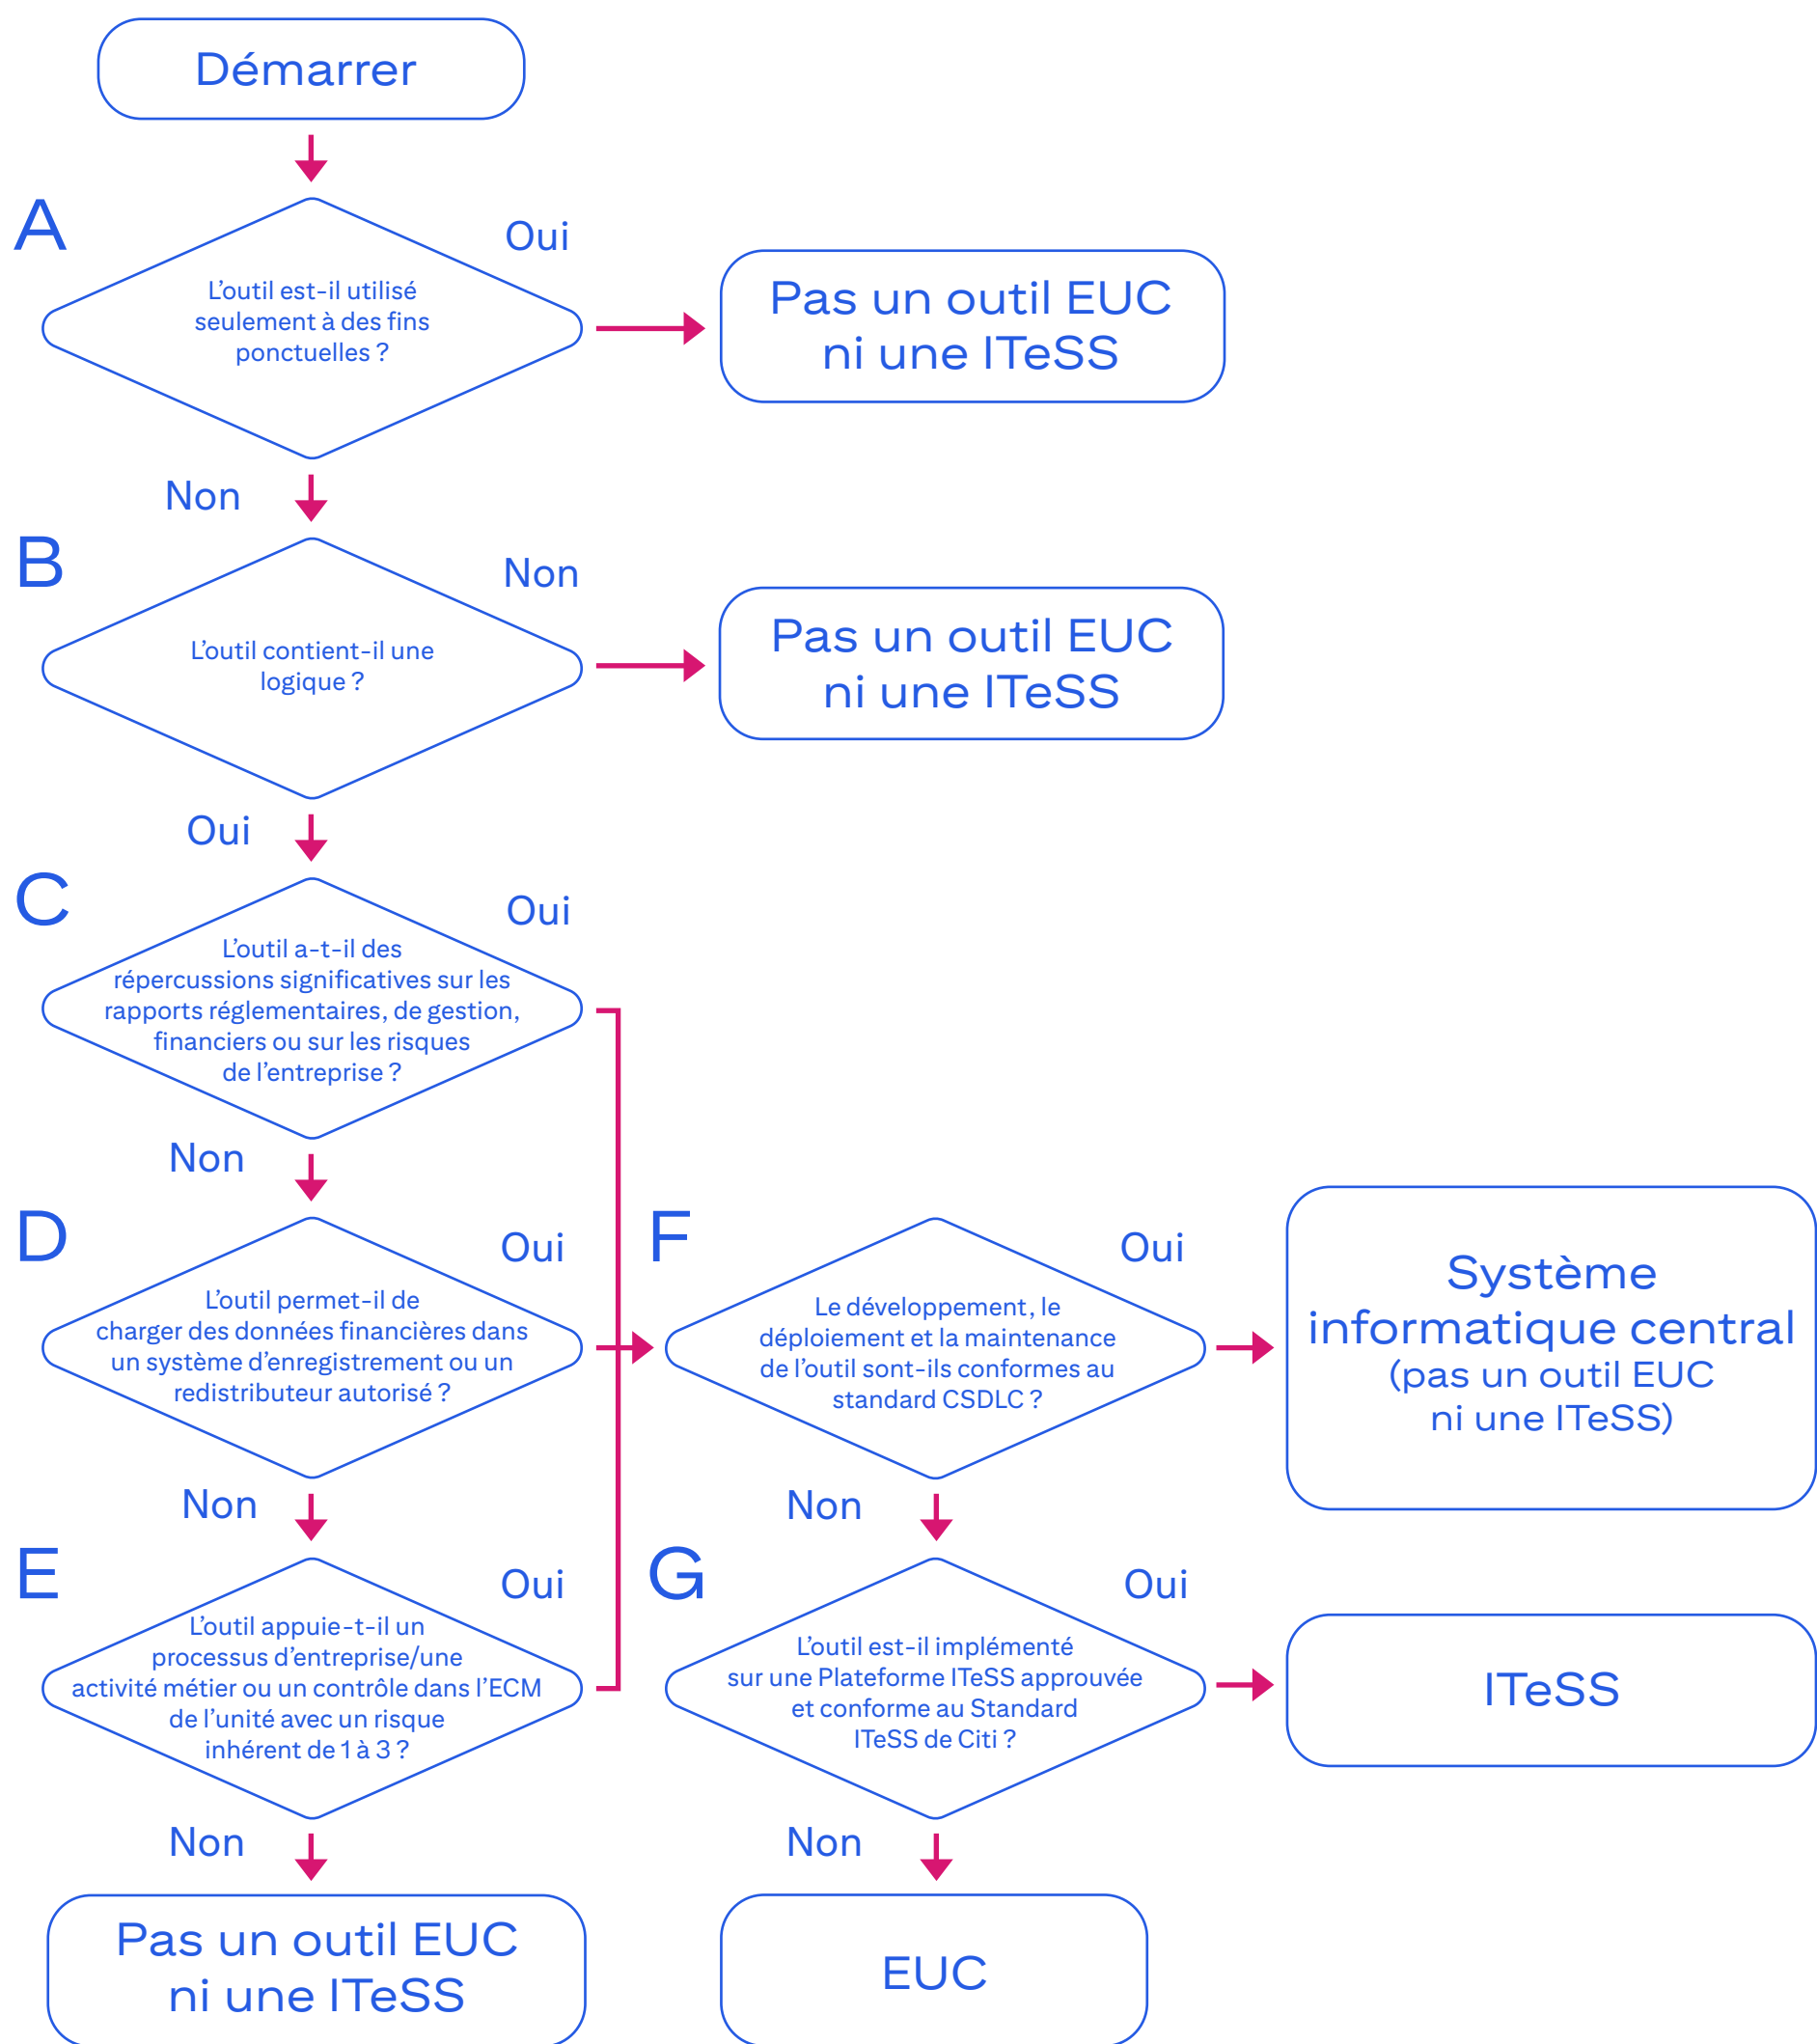 Démarrer
A
Oui
L'outil est-il utilisé
seulement à des fins
ponctuelles ?
Pas un outil EUC
ni une ITeSS
Non
B
Non
L'outil contient-il une
logique ?
Pas un outil EUC
ni une ITeSS
Oui
C
Oui
L'outil a-t-il des
répercussions significatives sur les
rapports réglementaires, de gestion,
financiers ou sur les risques
de l'entreprise ?
Non
D
Oui
L'outil permet-il de
charger des données financières dans
un système d'enregistrement ou un
redistributeur autorisé ?
F
Oui
Le développement, le
déploiement et la maintenance
de l'outil sont-ils conformes au
standard CSDLC ?
Système
informatique central
(pas un outil EUC
ni une ITeSS)
Non
Non
E
Oui
L'outil appuie-t-il un
processus d'entreprise/une
activité métier ou un contrôle dans l'ECM
de l'unité avec un risque
inhérent de 1 à 3 ?
G
Oui
L'outil est-il implémenté
sur une Plateforme ITeSS approuvée
et conforme au Standard
ITeSS de Citi ?
ITeSS
Non
Non
Pas un outil EUC
ni une ITeSS
EUC